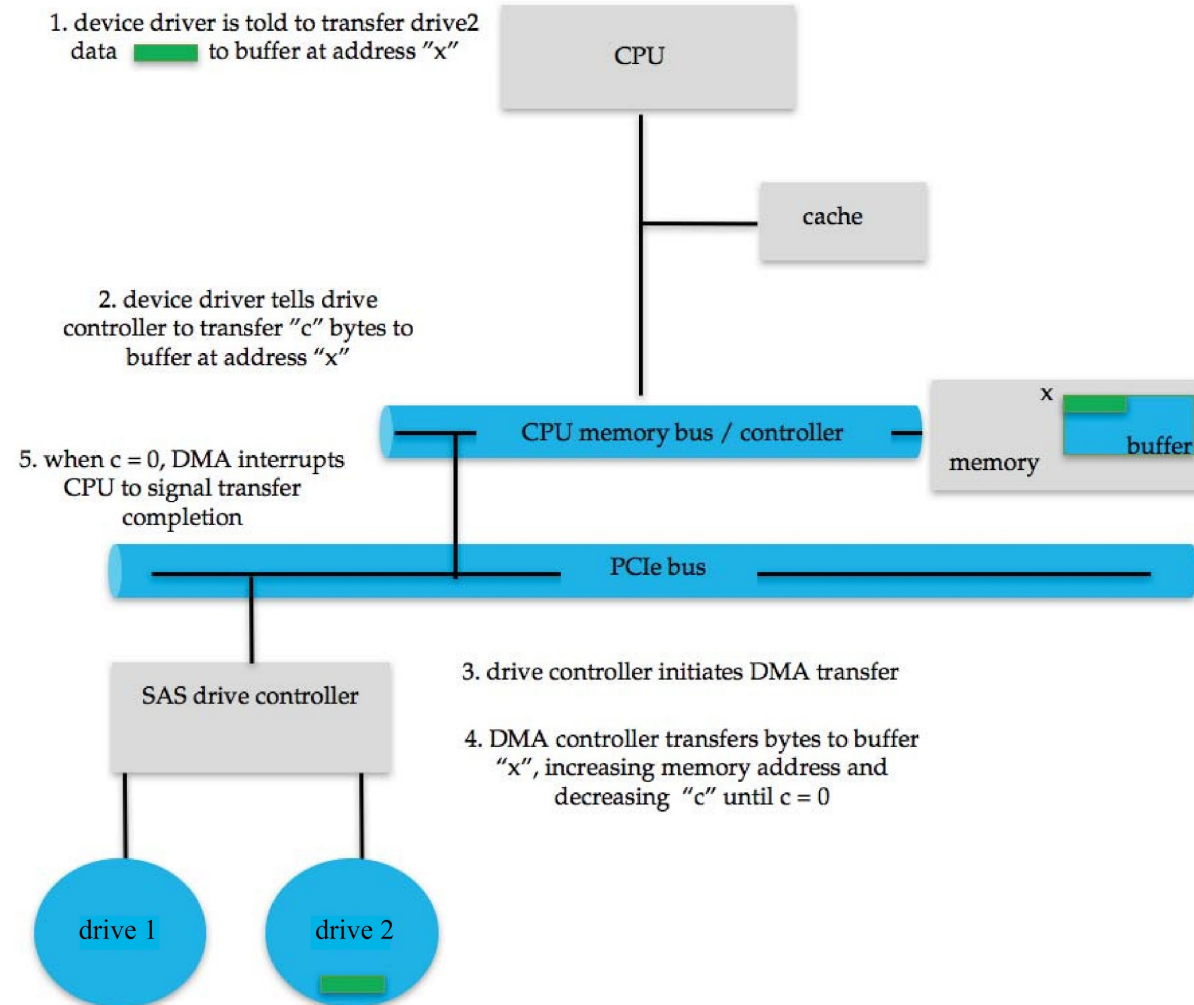 1. device driver is told to transfer drive2
data to buffer at address "x"
CPU
cache
2. device driver tells drive
controller to transfer "c" bytes to
buffer at address "x"
x
CPU memory bus / controller
buffer
memory
5. when c = 0, DMA interrupts
CPU to signal transfer
completion
PCIe bus
3. drive controller initiates DMA transfer
SAS drive controller
4. DMA controller transfers bytes to buffer
"x", increasing memory address and
decreasing "c" until c = 0
drive 1
drive 2